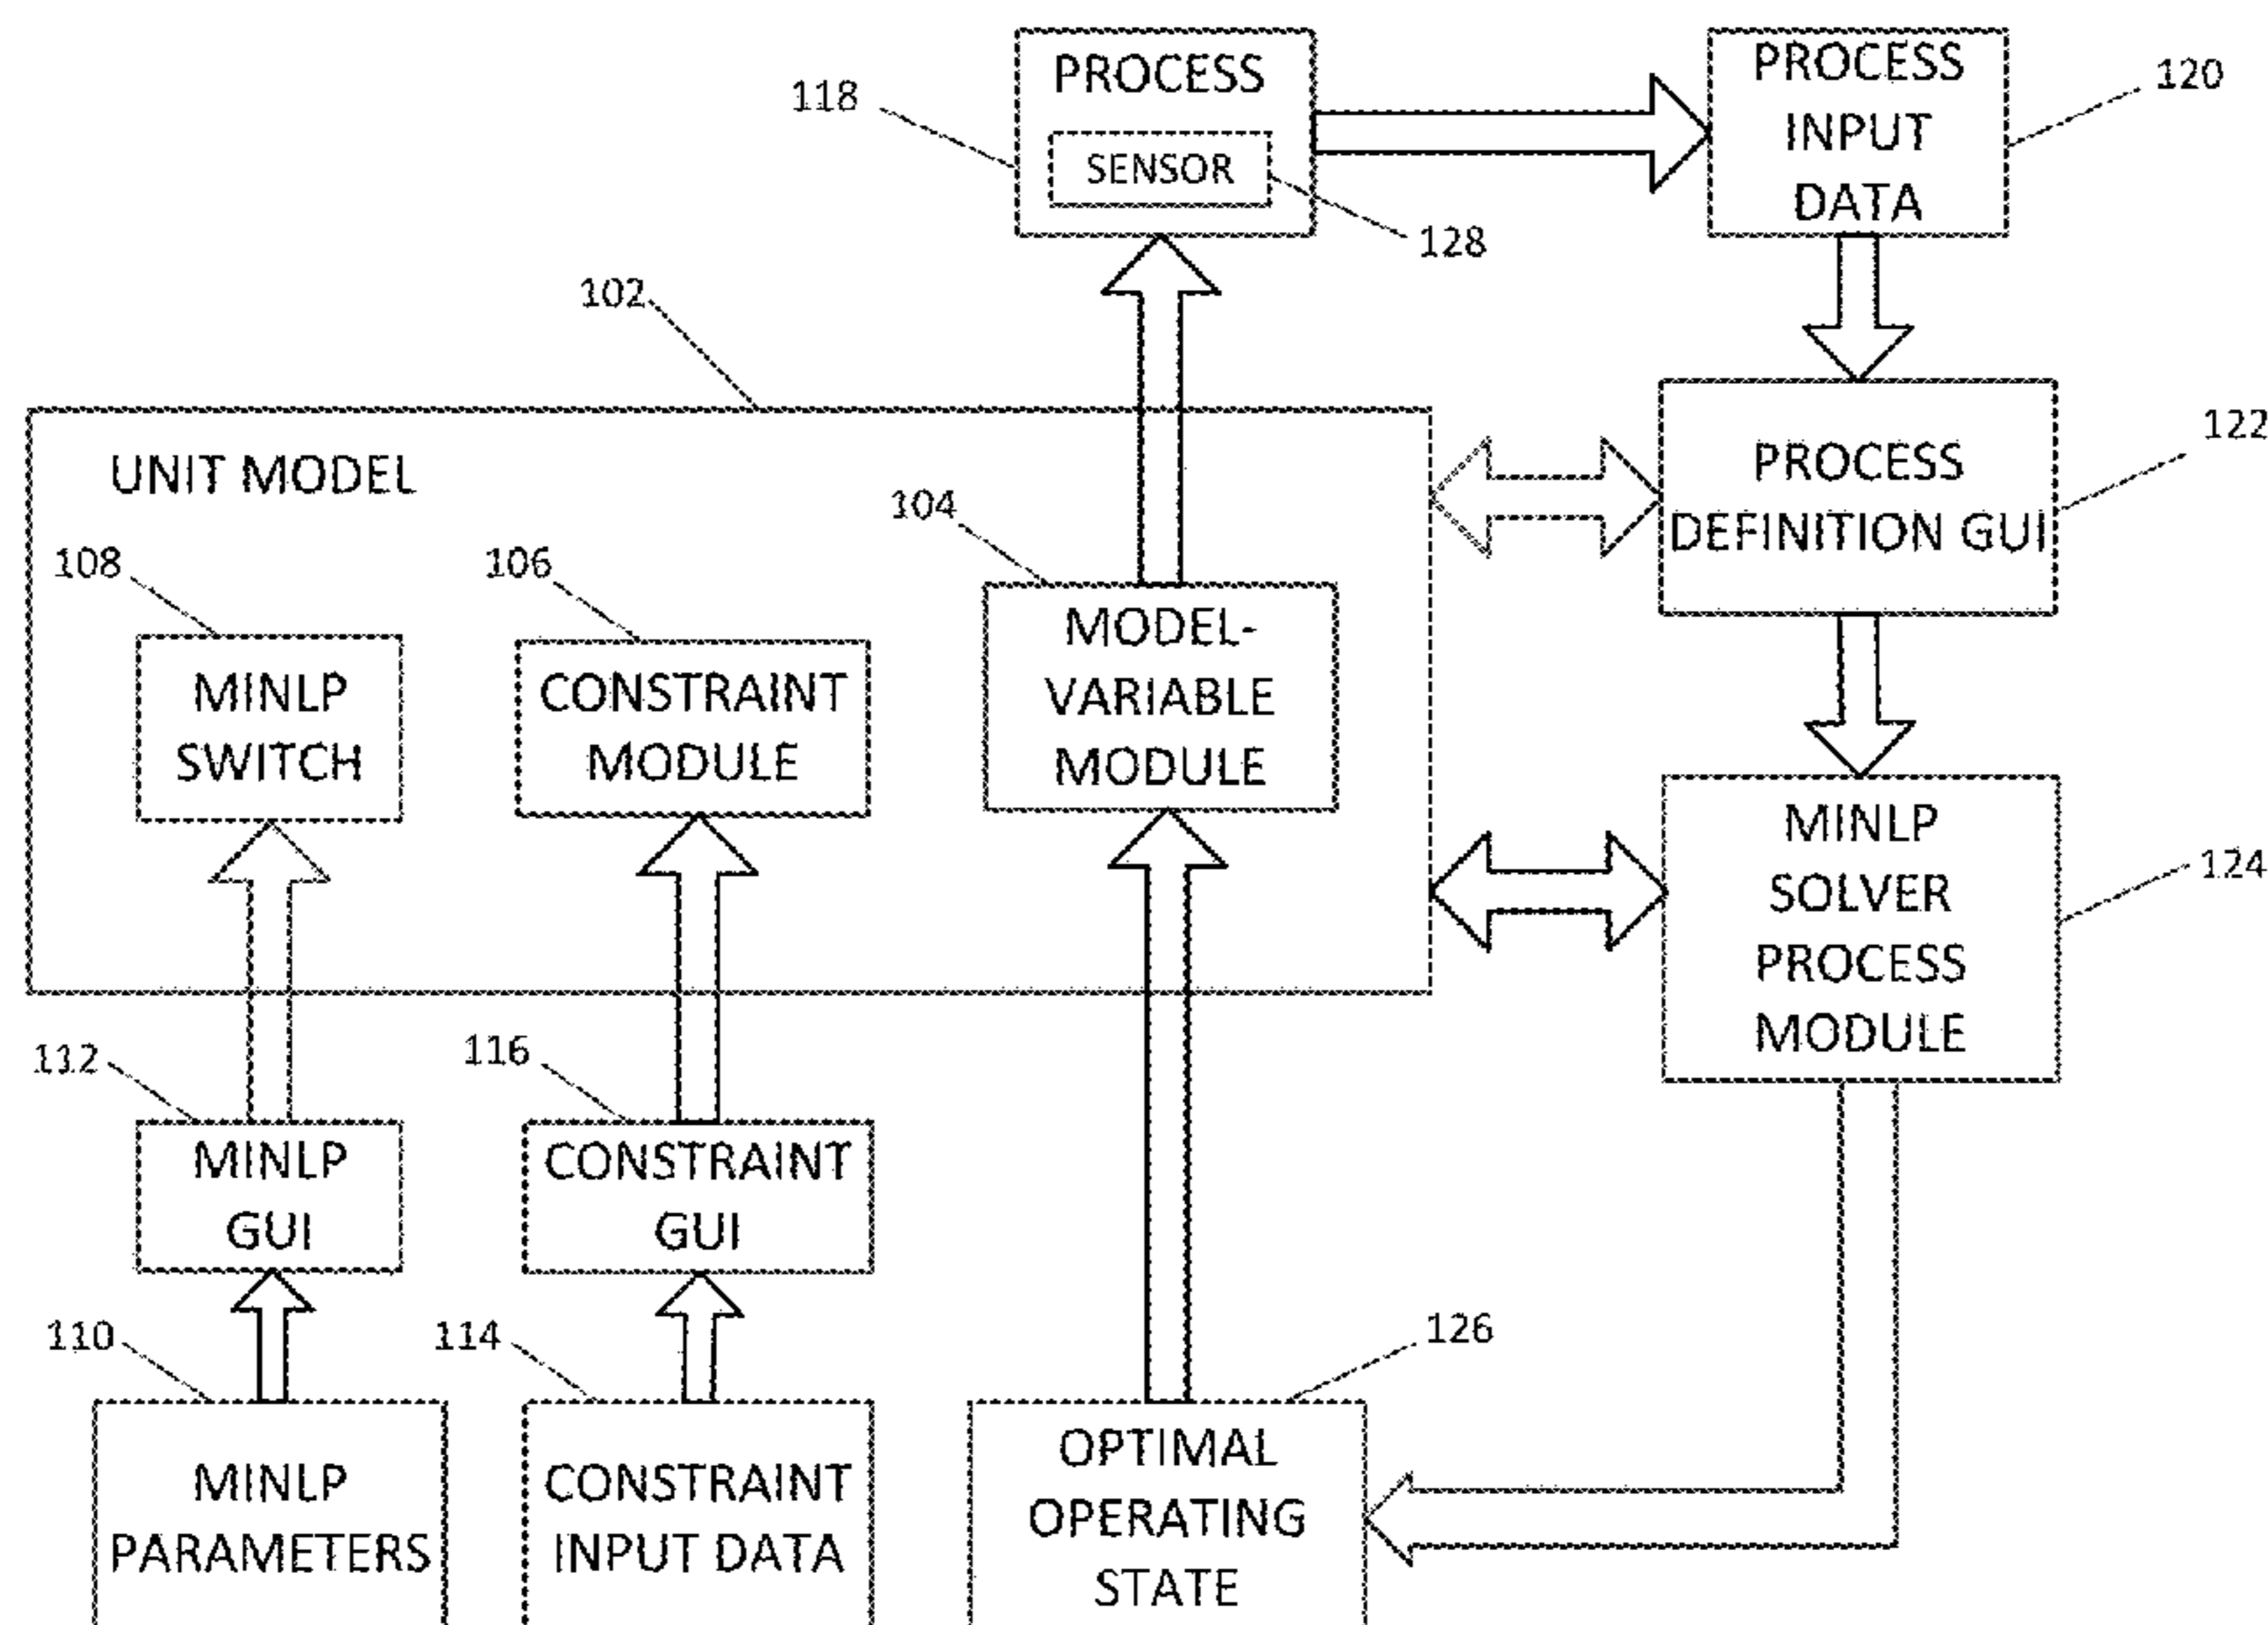 PROCESS
118
SENSOR
128
PROCESS
INPUT
DATA
120
102
UNIT MODEL
108
MINLP
SWITCH
106
CONSTRAINT
MODULE
104
MODEL-
VARIABLE
MODULE
PROCESS
DEFINITION GUI
122
MINLP
SOLVER
PROCESS
MODULE
124
112
MINLP
GUI
116
CONSTRAINT
GUI
110
MINLP
PARAMETERS
114
CONSTRAINT
INPUT DATA
126
OPTIMAL
OPERATING
STATE